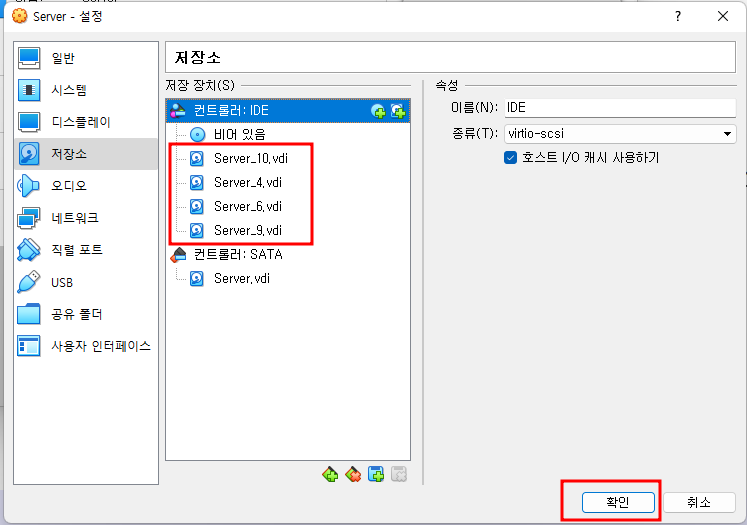 Server - 설정
일반
시스템
디스플레이
저장소
오디오
네트워크
직렬 포트
USB
공유 폴더
사용자 인터페이스
저장소
저장 장치(S)
컨트롤러: IDE
비어 있음
Server_10.vdi
Server_4.vdi
Server_6.vdi
Server_9.vdi
컨트롤러: SATA
Server.vdi
속성
이름(N): IDE
종류(T): virtio-scsi
호스트 I/O 캐시 사용하기
확인 취소